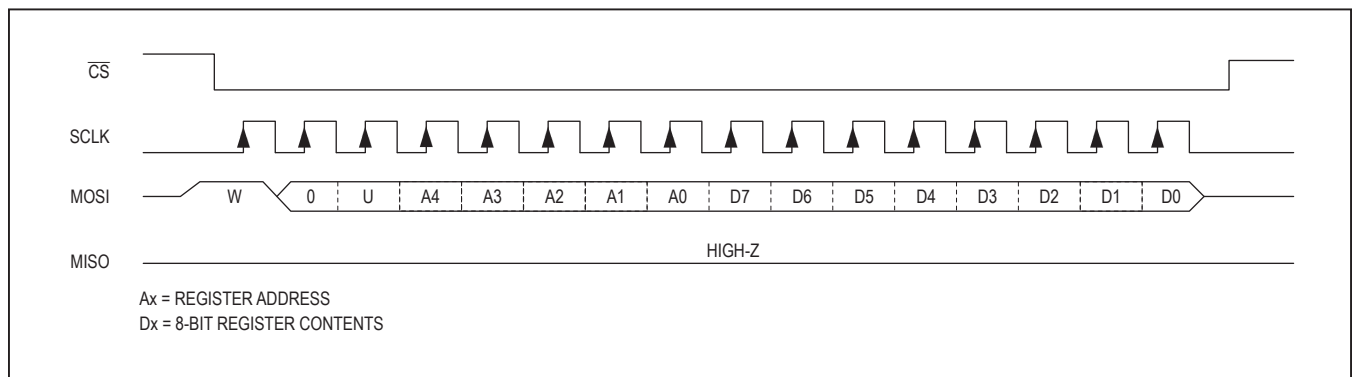 CS
SCLK
MOSI W 0 U A4 A3 A2 A1 A0 D7 D6 D5 D4 D3 D2 D1 D0
MISO HIGH-Z
Ax = REGISTER ADDRESS
Dx = 8-BIT REGISTER CONTENTS